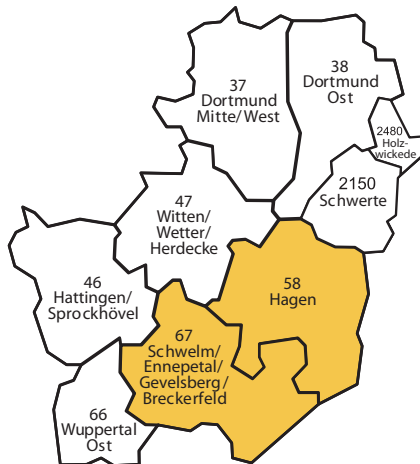 37
Dortmund
Mitte/West
38
Dortmund
Ost
2480
Holz-
wickede
2150
Schwerte
47
Witten/
Wetter/
Herdecke
46
Hattingen/
Sprockhövel
58
Hagen
67
Schwelm/
Ennepetal/
Gevelsberg/
Breckerfeld
66
Wuppertal
Ost